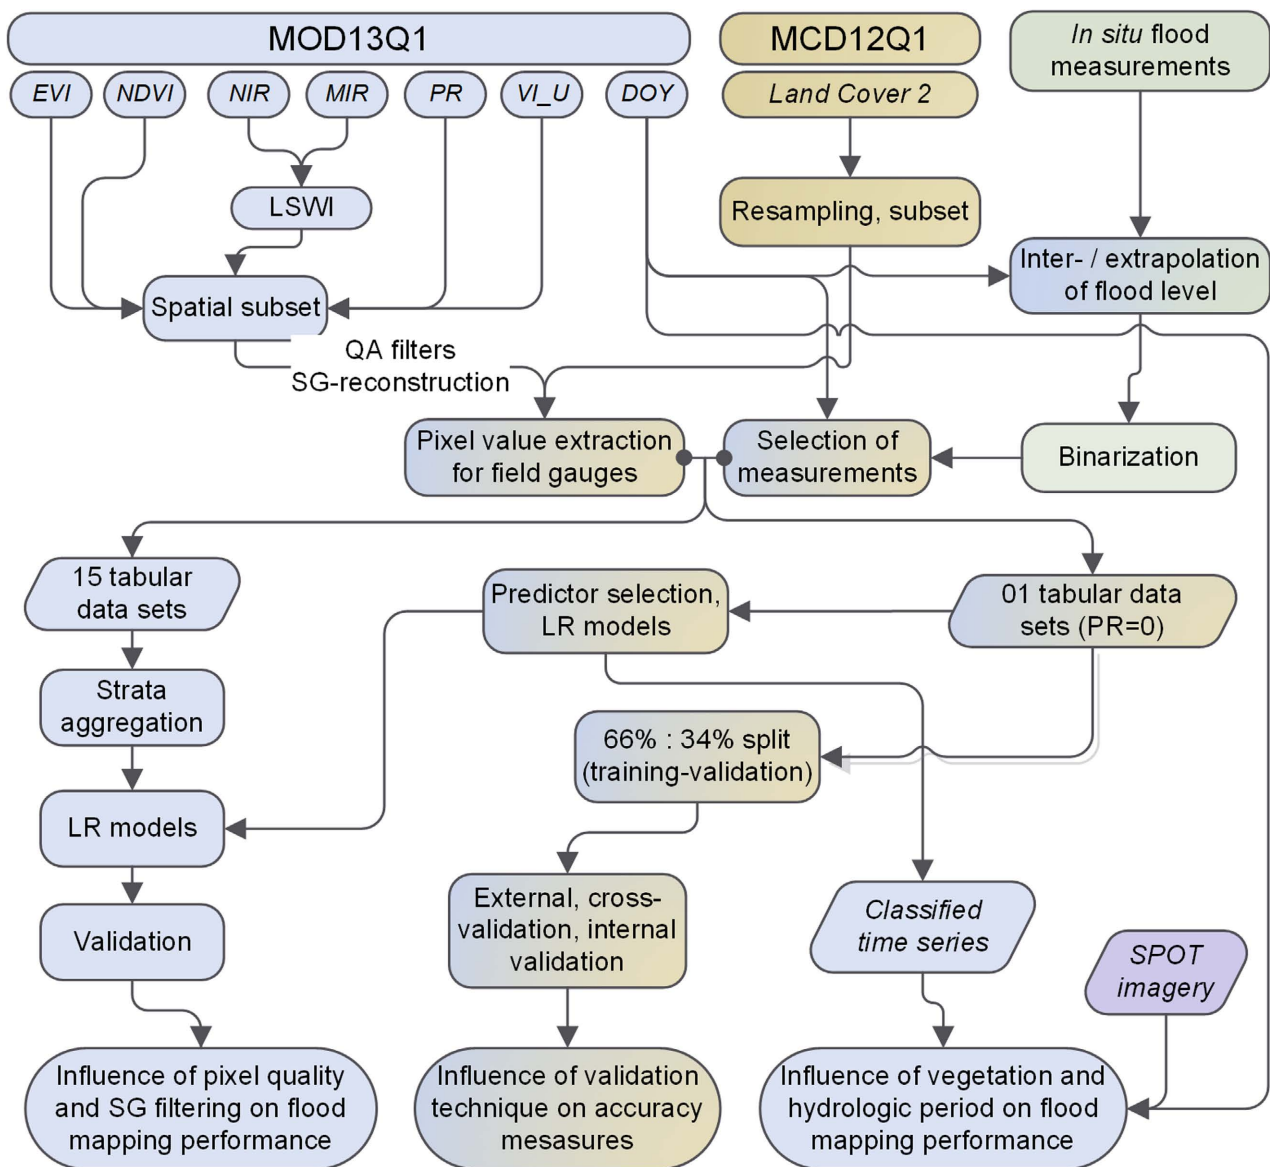 MOD13Q1
MCD12Q1
In situ flood
measurements
EVI
NDVI
NIR
MIR
PR
VI_U
DOY
Land Cover 2
LSWI
Resampling, subset
Inter- / extrapolation
of flood level
Spatial subset
QA filters
SG-reconstruction
Pixel value extraction
for field gauges
Selection of
measurements
Binarization
15 tabular
data sets
Predictor selection,
LR models
01 tabular data
sets (PR=0)
Strata
aggregation
66% : 34% split
(training-validation)
LR models
External, cross-
validation, internal
validation
Classified
time series
Validation
SPOT
imagery
Influence of pixel quality
and SG filtering on flood
mapping performance
Influence of validation
technique on accuracy
mesasures
Influence of vegetation and
hydrologic period on flood
mapping performance